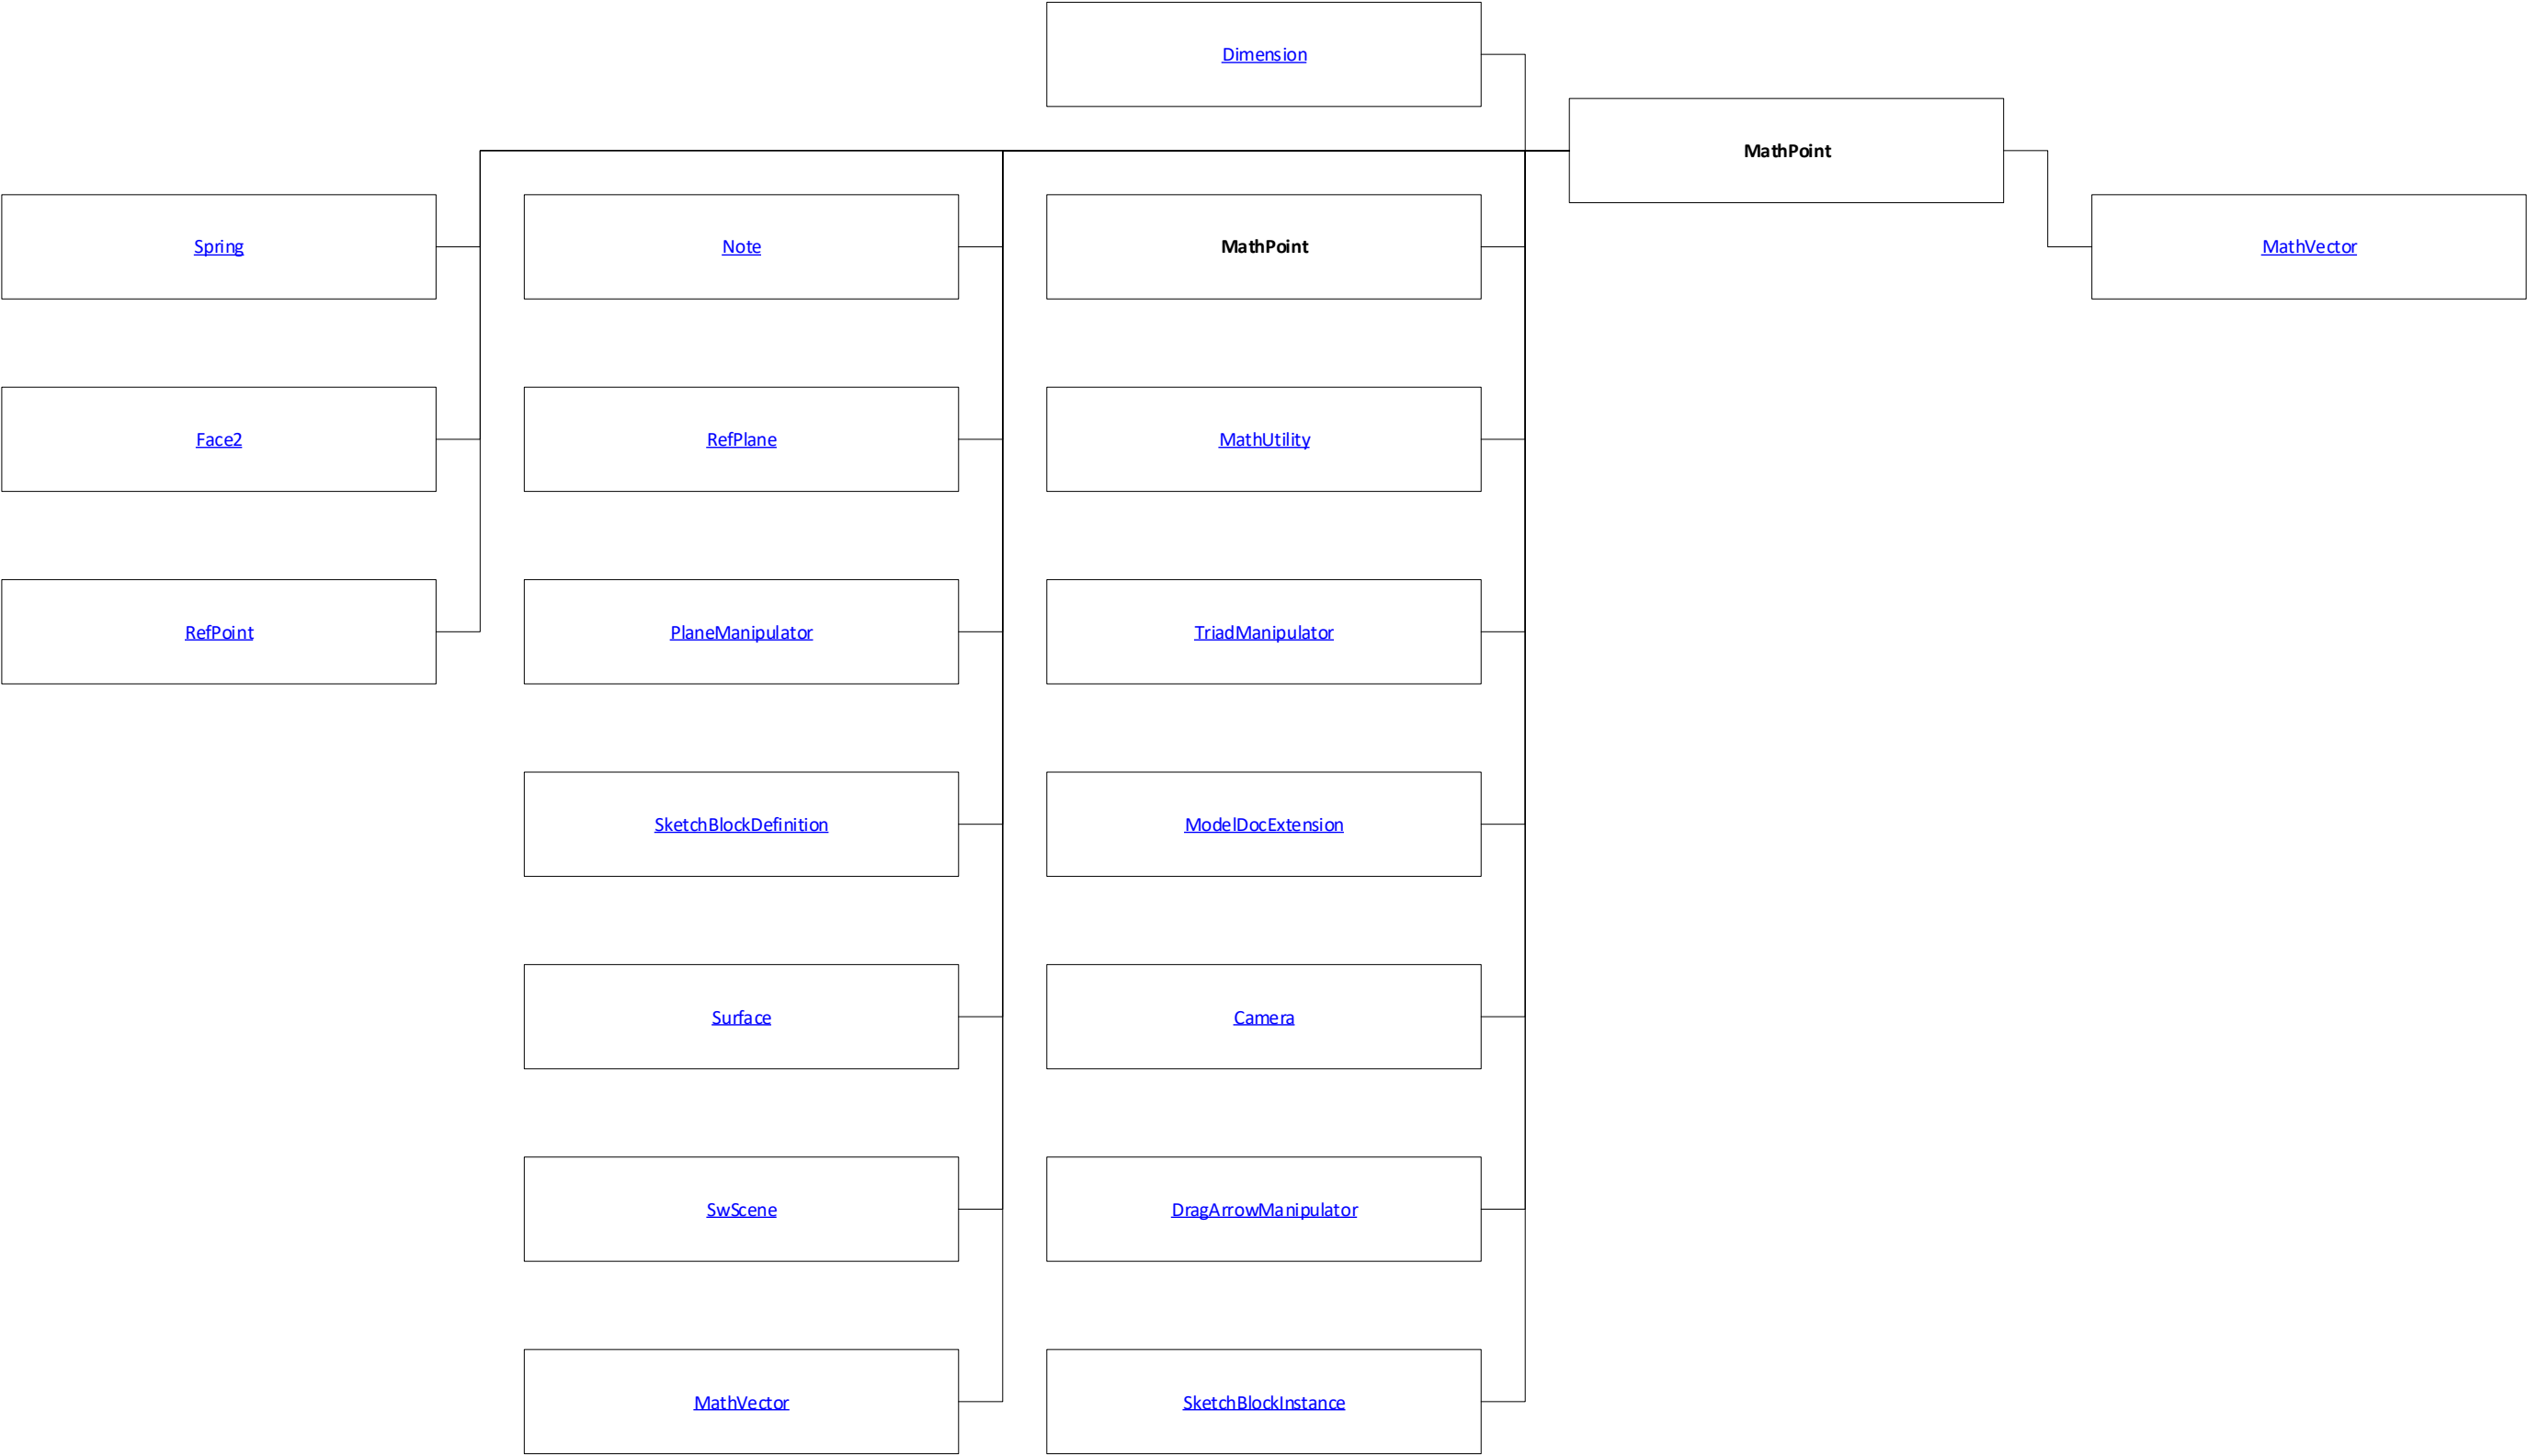 Dimension
MathPoint
Spring
Note
MathPoint
MathVector
Face2
RefPlane
MathUtility
RefPoint
PlaneManipulator
TriadManipulator
SketchBlockDefinition
ModelDocExtension
Surface
Camera
SwScene
DragArrowManipulator
MathVector
SketchBlockInstance